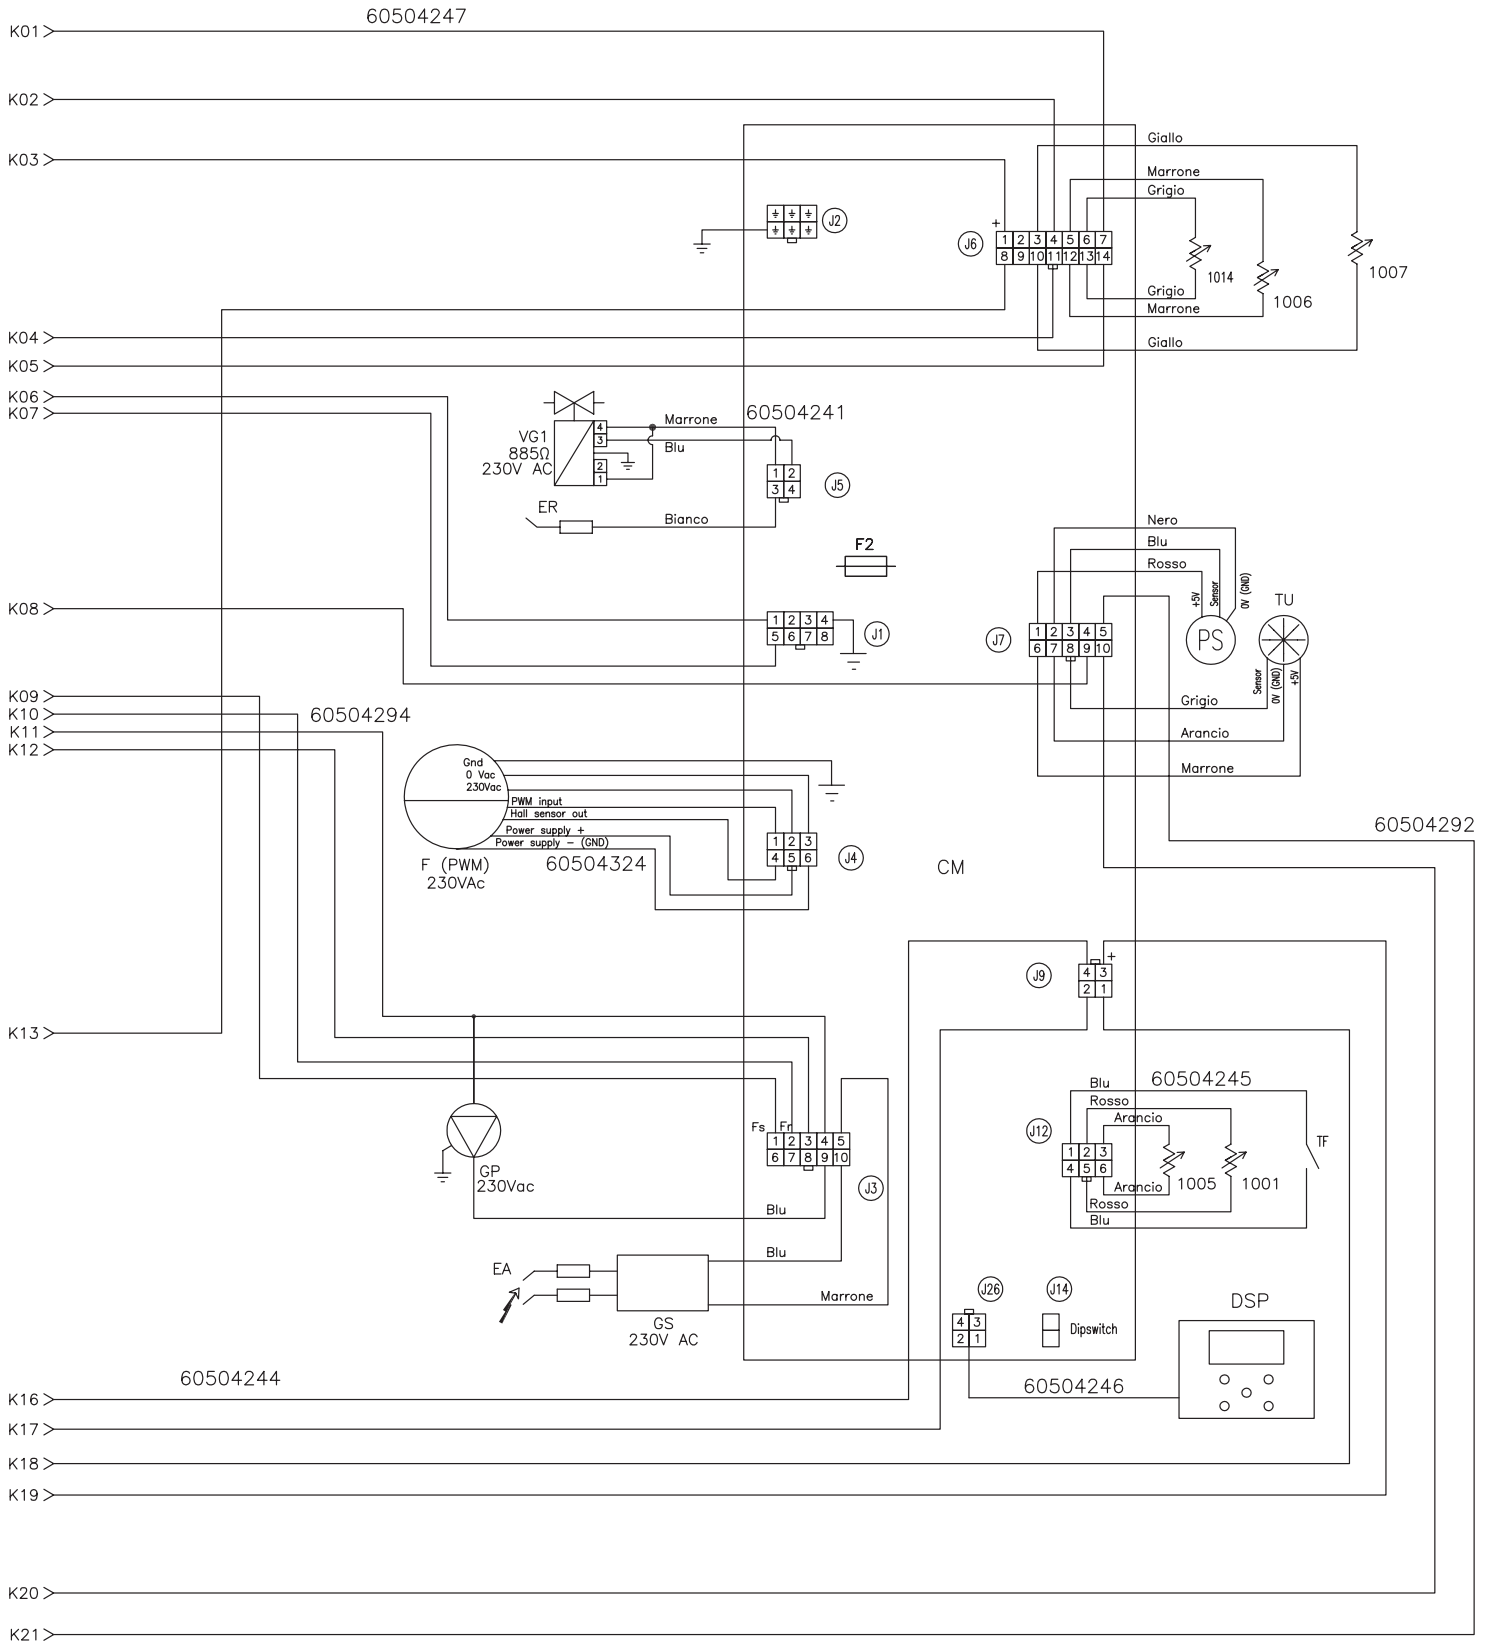 60504247
K01
K02
K03
Giallo
Marrone
Grigio
J2
+
J6
1 2 3 4 5 6 7
8 9 10 11 12 13 14
1014
1006
1007
Grigio
Marrone
Giallo
K04
K05
K06
K07
Marrone
60504241
4
3
2
1
VG1
885Ω
230V AC
Blu
1 2
3 4
J5
ER
Bianco
F2
Nero
Blu
Rosso
+5V
Sensor
0V (GND)
TU
K08
1 2 3 4
5 6 7 8
J1
J7
1 2 3 4 5
6 7 8 9 10
PS
Sensor
0V (GND)
+5V
Grigio
Arancio
Marrone
K09
K10
60504294
K11
K12
Gnd
0 Vac
230Vac
PWM input
Hall sensor out
Power supply +
Power supply – (GND)
F (PWM)
230VAc
60504324
1 2 3
4 5 6
J4
CM
60504292
J9
+
4 3
2 1
K13
Blu
60504245
Rosso
Arancio
J12
1 2 3
4 5 6
TF
1005
1001
Arancio
Rosso
Blu
Fs
Fr
1 2 3 4 5
6 7 8 9 10
J3
GP
230Vac
Blu
Blu
EA
Marrone
GS
230V AC
J26
J14
4 3
2 1
Dipswitch
DSP
60504244
60504246
K16
K17
K18
K19
K20
K21